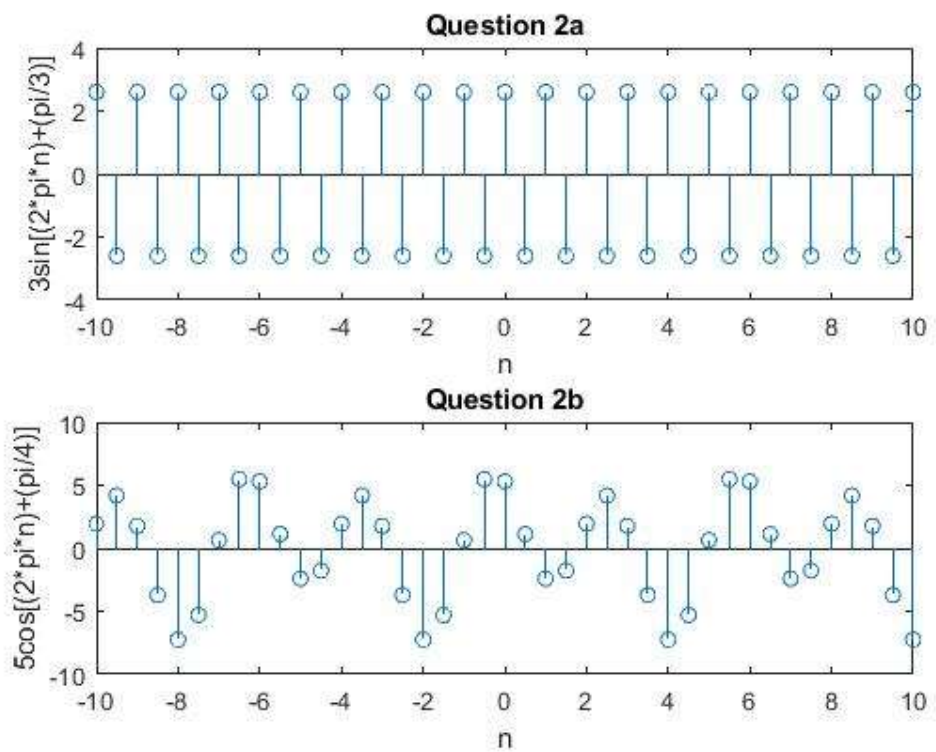 Question 2a
3sin[(2*pi*n)+(pi/3)]
4
2
0
-2
-4
-10 -8 -6 -4 -2 0 2 4 6 8 10
n
Question 2b
5cos[(2*pi*n)+(pi/4)]
10
5
0
-5
-10
-10 -8 -6 -4 -2 0 2 4 6 8 10
n